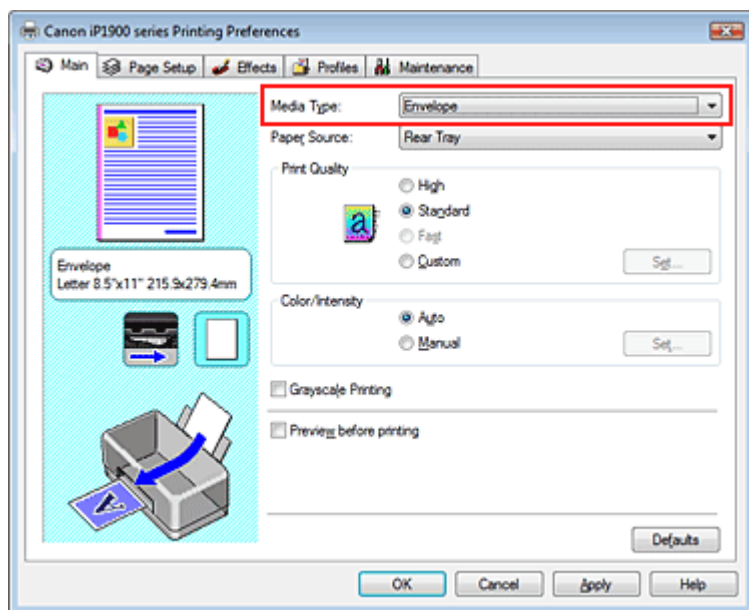 Canon iP1900 series Printing Preferences
Main Page Setup Effects Profiles Maintenance
Media Type: Envelope
Paper Source: Rear Tray
Print Quality
High
a Standard
Fast
Custom Set...
Envelope
Letter 8.5"x11" 215.9x279.4mm
Color/Intensity
Auto
Manual Set...
Grayscale Printing
Preview before printing
A
Defaults
OK Cancel Apply Help